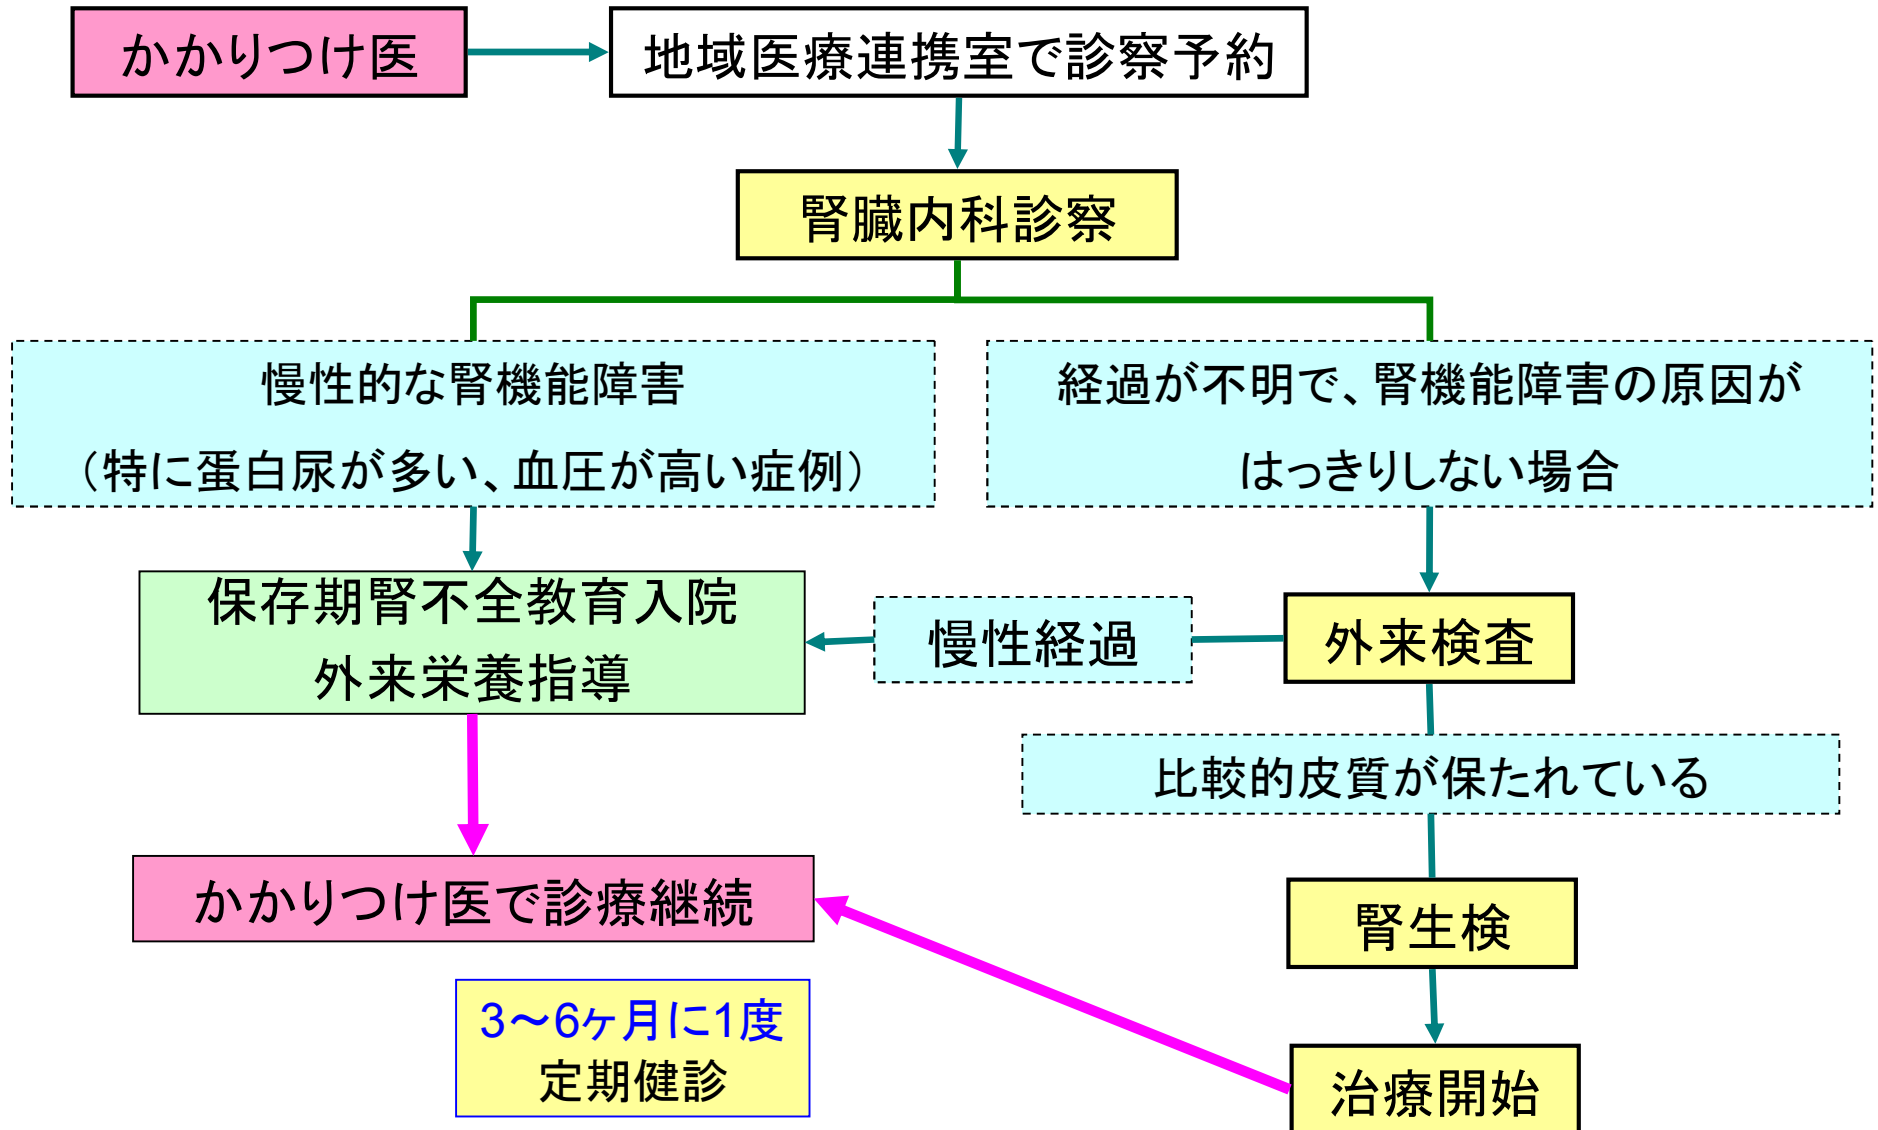 かかりつけ医
地域医療連携室で診察予約
腎臓内科診察
慢性的な腎機能障害
（特に蛋白尿が多い、血圧が高い症例）
経過が不明で、腎機能障害の原因が
はっきりしない場合
保存期腎不全教育入院
外来栄養指導
慢性経過
外来検査
比較的皮質が保たれている
かかりつけ医で診療継続
腎生検
3～6ヶ月に1度
定期健診
治療開始